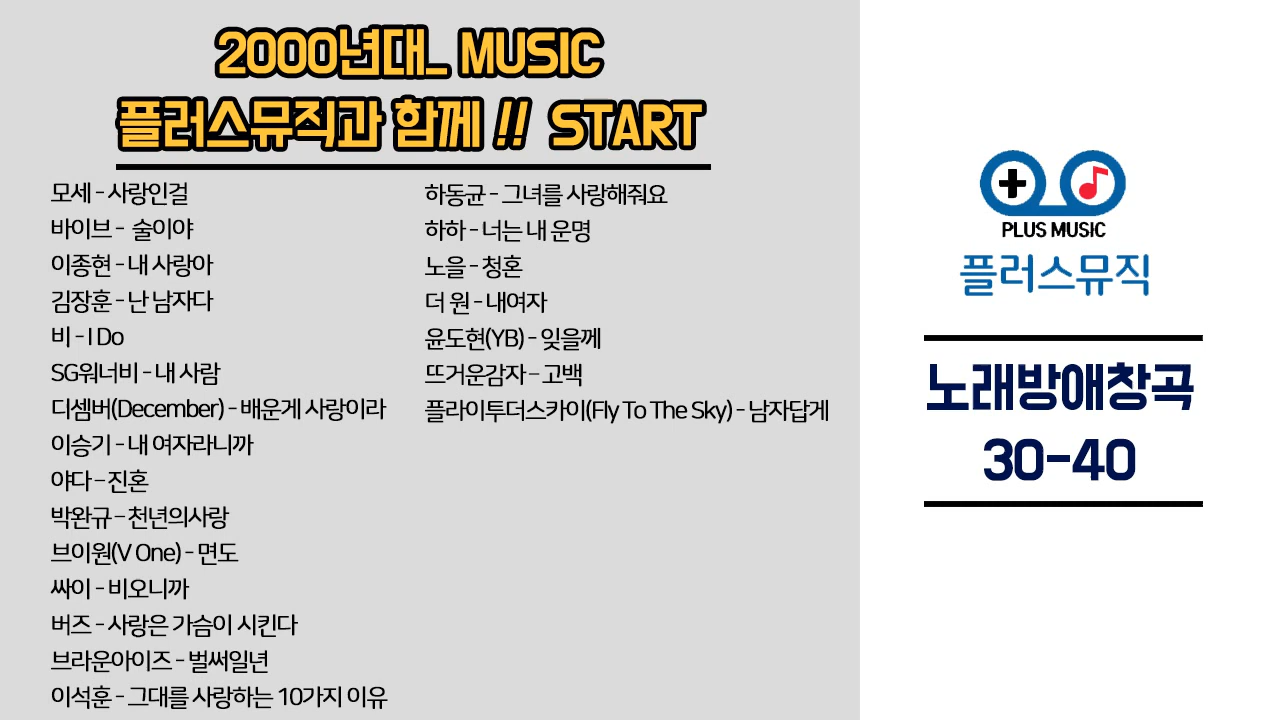 2000년대_ MUSIC
플러스뮤직과 함께 !! START
모세 - 사랑인걸
바이브 - 술이야
이종현 - 내 사랑아
김장훈 - 난 남자다
비 - I Do
SG워너비 - 내 사람
디셈버(December) - 배운게 사랑이라
이승기 - 내 여자라니까
야다 - 진혼
박완규 - 천년의사랑
브이원(V One) - 면도
싸이 - 비오니까
버즈 - 사랑은 가슴이 시킨다
브라운아이즈 - 벌써일년
이석훈 - 그대를 사랑하는 10가지 이유
하동균 - 그녀를 사랑해줘요
하하 - 너는 내 운명
노을 - 청혼
더 원 - 내여자
윤도현(YB) - 잊을께
뜨거운감자 - 고백
플라이투더스카이(Fly To The Sky) - 남자답게
PLUS MUSIC
플러스뮤직
노래방애창곡
30-40